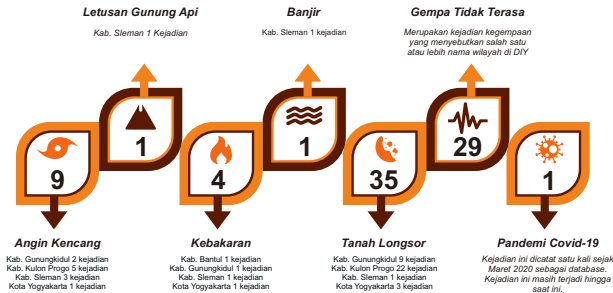 Letusan Gunung Api
Kab. Sleman 1 Kejadian
Banjir
Kab. Sleman 1 kejadian
Gempa Tidak Terasa
Merupakan kejadian kegempaan
yang menyebutkan salah satu
atau lebih nama wilayah di DIY
9
1
4
1
35
29
1
Angin Kencang
Kab. Gunungkidul 2 kejadian
Kab. Kulon Progo 5 kejadian
Kab. Sleman 3 kejadian
Kota Yogyakarta 1 kejadian
Kebakaran
Kab. Bantul 1 kejadian
Kab. Gunungkidul 1 kejadian
Kab. Sleman 1 kejadian
Kota Yogyakarta 1 kejadian
Tanah Longsor
Kab. Gunungkidul 9 kejadian
Kab. Kulon Progo 22 kejadian
Kab. Sleman 1 kejadian
Kota Yogyakarta 3 kejadian
Pandemi Covid-19
Kejadian ini dicatat satu kali sejak
Maret 2020 sebagai database.
Kejadian ini masih terjadi hingga
saat ini.